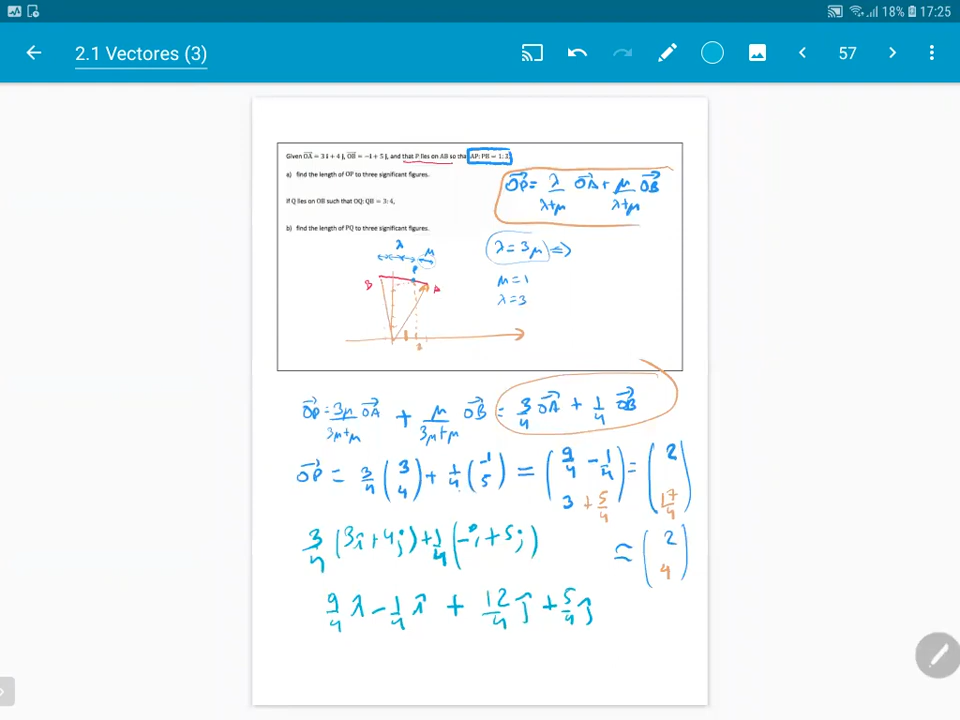 18% 17:25
2.1 Vectores (3)
57
Given OA = 3i + 4j, OB = −i + 5j, and that P lies on AB so tha AP: PB = 1: 3,
a) find the length of OP to three significant figures.
If Q lies on OB such that OQ: QB = 3: 4,
b) find the length of PQ to three significant figures.
OP = λ/(λ+μ) OA + μ/(λ+μ) OB
λ = 3μ ⇔
μ = 1
λ = 3
λ μ
P
B A
2
OP = 3μ/(3μ+μ) OA + μ/(3μ+μ) OB = 3/4 OA + 1/4 OB
OP = 3/4 (3 4) + 1/4 (-1 5) = (9/4 - 1/4 3 + 5/4) = (2 17/4)
3/4 (3i + 4j) + 1/4 (-i + 5j) ≈ (2 4)
9/4 i - 1/4 i + 12/4 j + 5/4 j